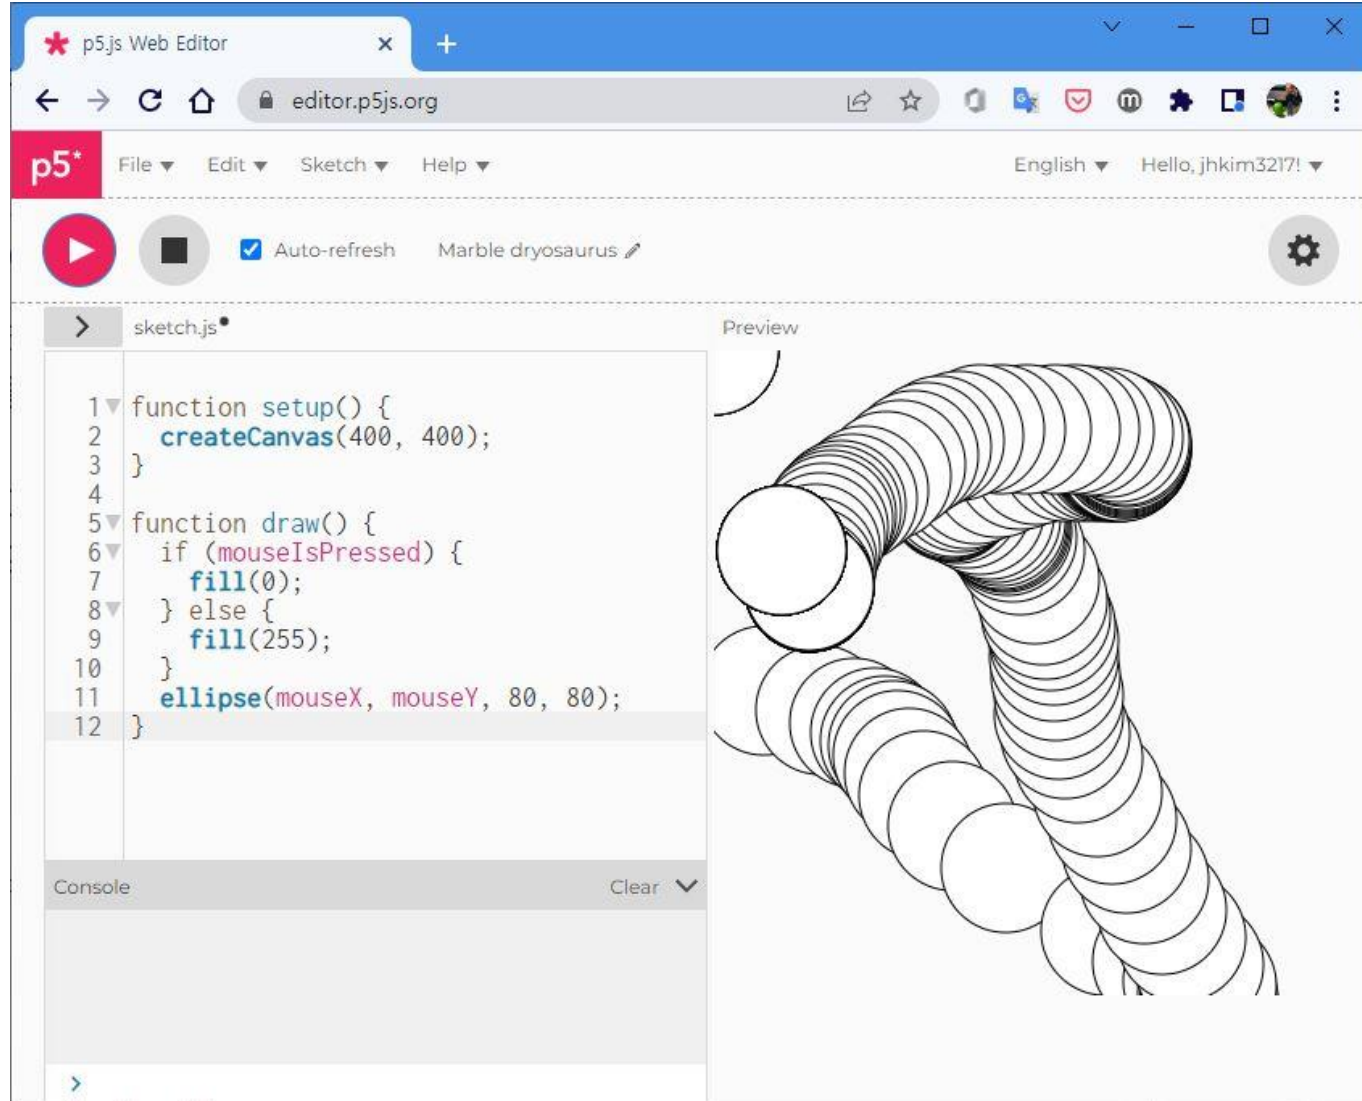 p5.js Web Editor
editor.p5js.org
p5* File Edit Sketch Help English Hello, jhkim3217!
Auto-refresh Marble dryosaurus
sketch.js Preview
1 function setup() {
2   createCanvas(400, 400);
3 }
4
5 function draw() {
6   if (mouseIsPressed) {
7     fill(0);
8   } else {
9     fill(255);
10   }
11   ellipse(mouseX, mouseY, 80, 80);
12 }
Console Clear
>